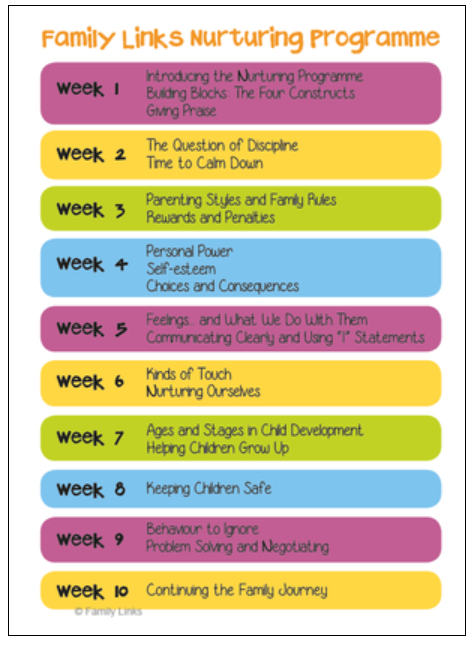 Family Links Nurturing Programme
Week 1
Introducing the Nurturing Programme
Building Blocks: The Four Constructs
Giving Praise
Week 2
The Question of Discipline
Time to Calm Down
Week 3
Parenting Styles and Family Rules
Rewards and Penalties
Week 4
Personal Power
Self-esteem
Choices and Consequences
Week 5
Feelings... and What We Do With Them
Communicating Clearly and Using "I" Statements
Week 6
Kinds of Touch
Nurturing Ourselves
Week 7
Ages and Stages in Child Development
Helping Children Grow Up
Week 8
Keeping Children Safe
Week 9
Behaviour to Ignore
Problem Solving and Negotiating
Week 10
Continuing the Family Journey
© Family Links